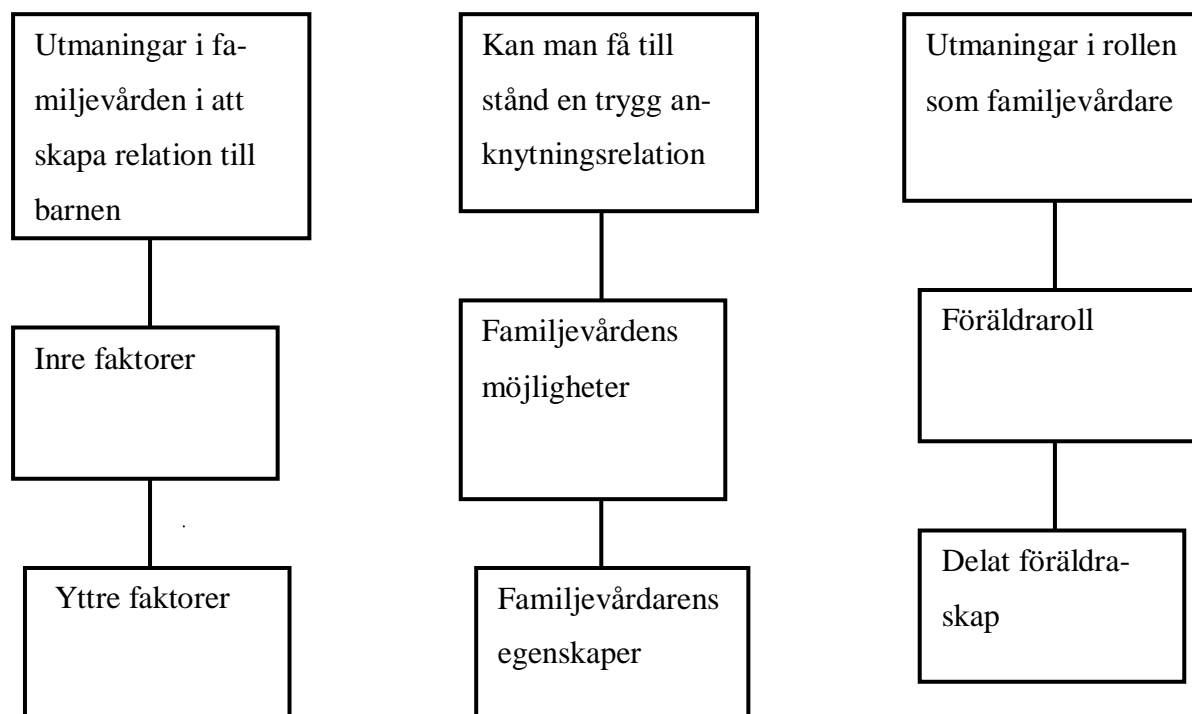 Utmaningar i fa-
miljevården i att
skapa relation till
barnen
Inre faktorer
Yttre faktorer
Kan man få till
stånd en trygg an-
knytningsrelation
Familjevårdens
möjligheter
Familjevårdarens
egenskaper
Utmaningar i rollen
som familjevårdare
Föräldraroll
Delat föräldra-
skap